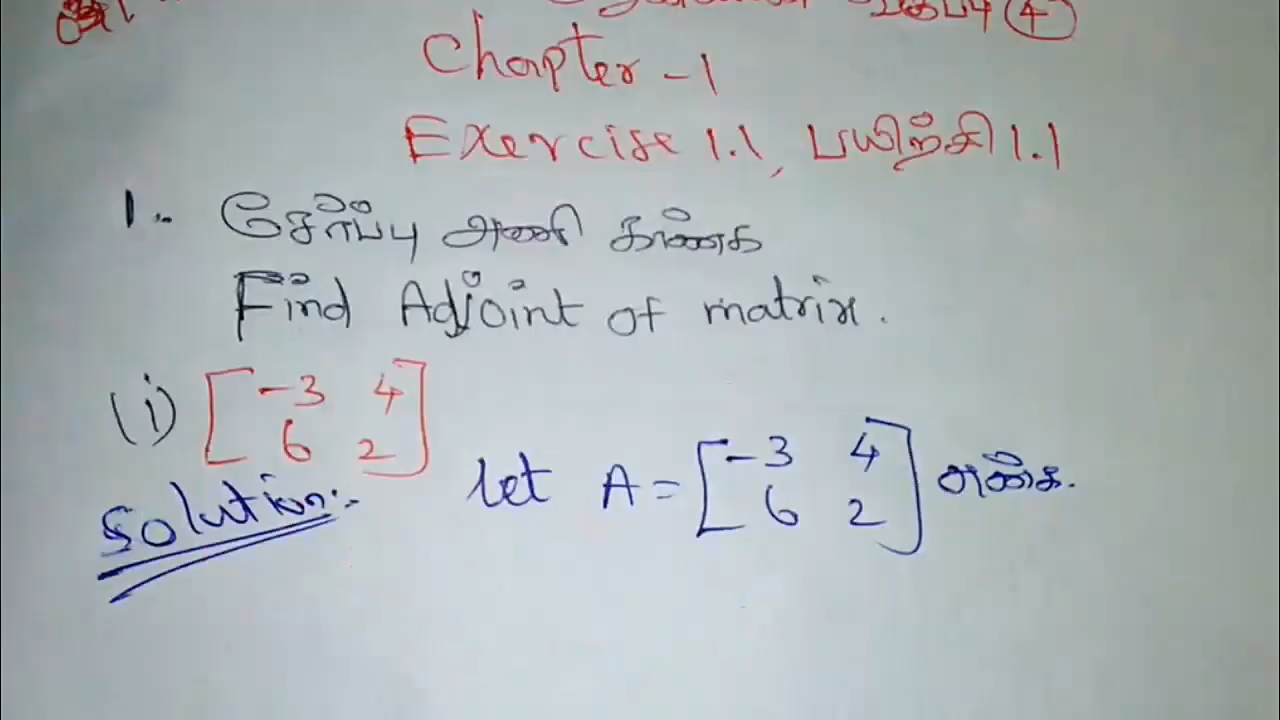 (4)
Chapter -1
Exercise 1.1, பயிற்சி 1.1
1. சேர்ப்பு அணி காண்க
Find Adjoint of matrix.
(i) [-3 4
6 2]
Solution:- let A = [-3 4
6 2] என்க.